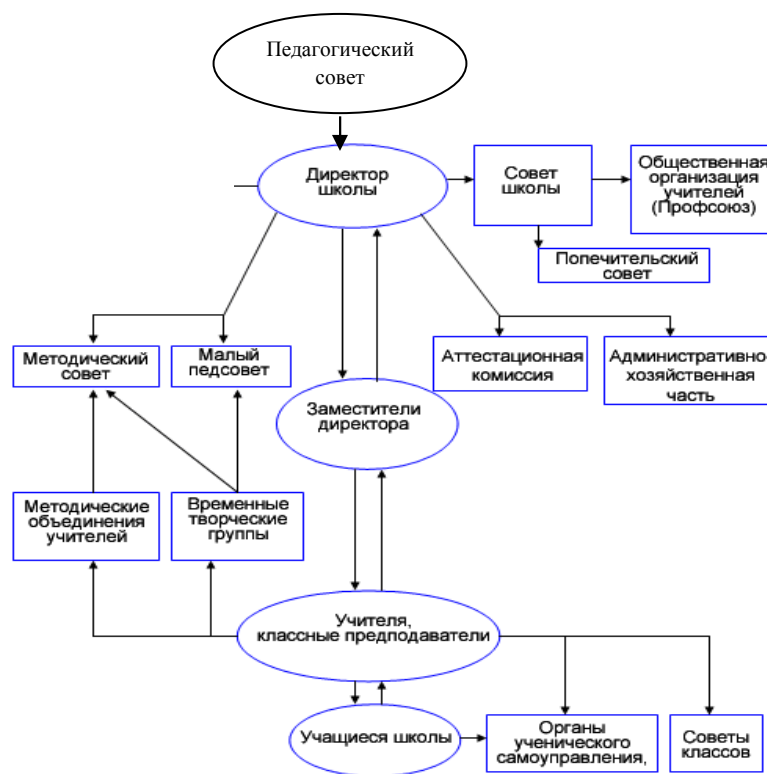 Педагогический
совет
Директор
школы
Совет
школы
Общественная
организация
учителей
(Профсоюз)
Попечительский
совет
Методический
совет
Малый
педсовет
Аттестационная
комиссия
Административно-
хозяйственная
часть
Заместители
директора
Методические
объединения
учителей
Временные
творческие
группы
Учителя,
классные предподаватели
Учащиеся школы
Органы
ученического
самоуправления,
Советы
классов